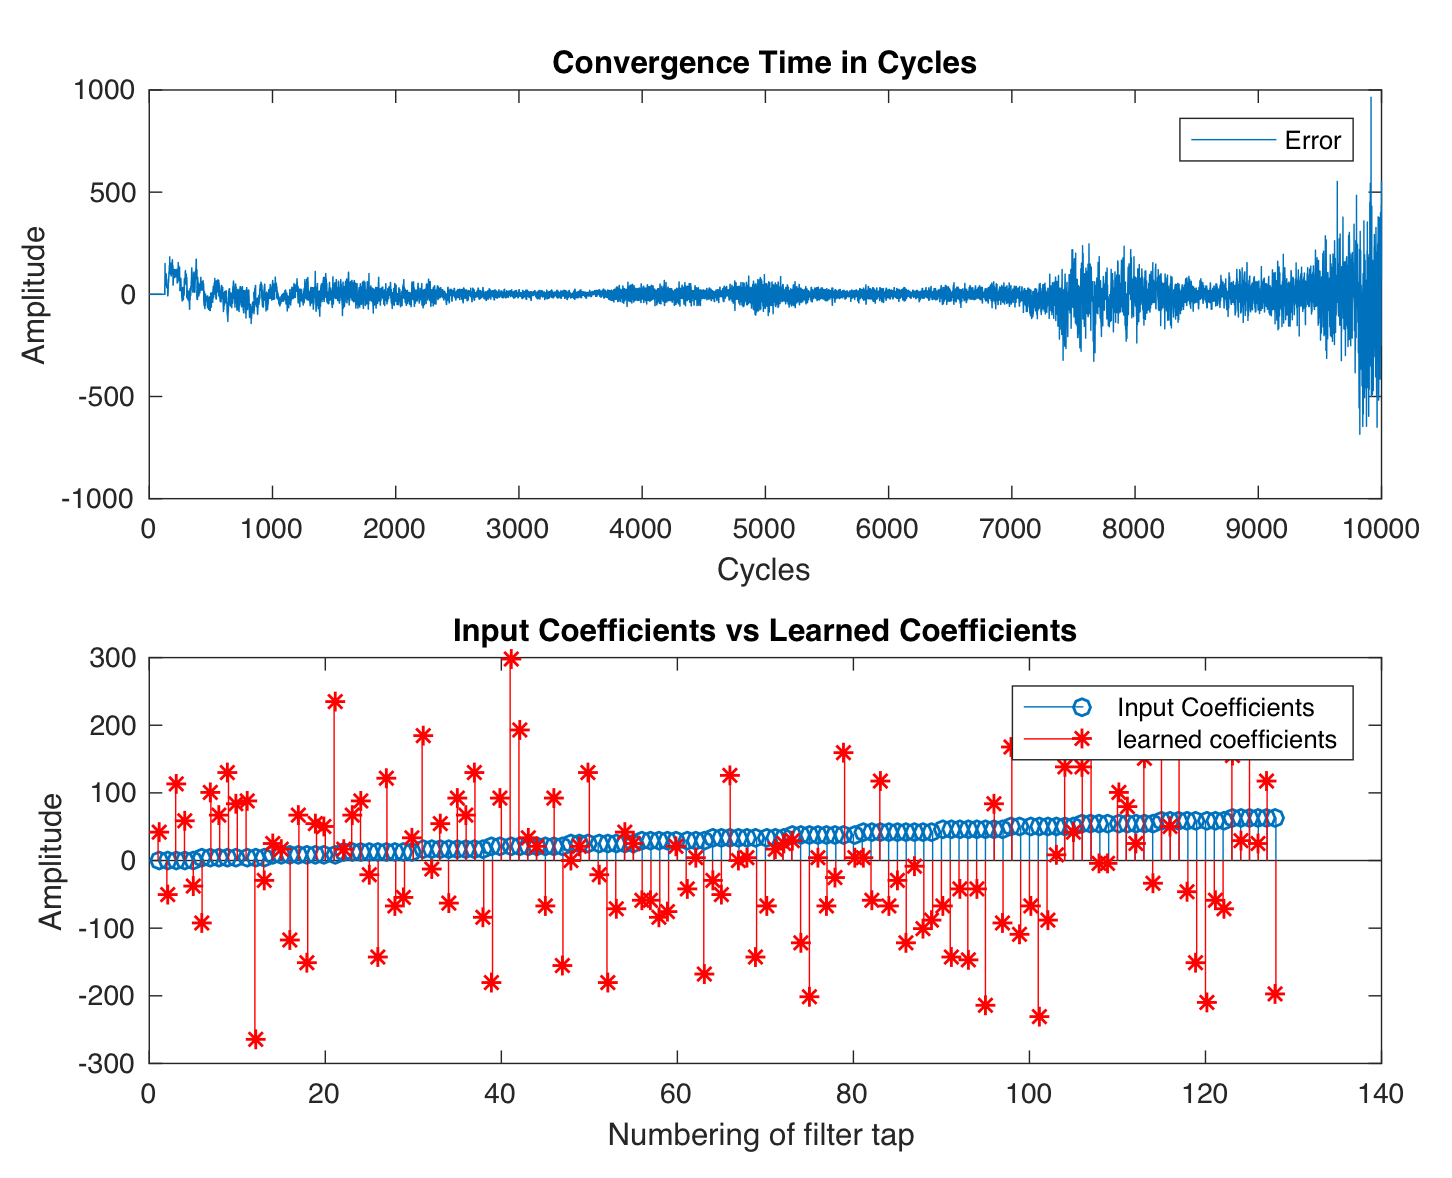 Convergence Time in Cycles
1000
500
0
-500
-1000
Amplitude
Error
0 1000 2000 3000 4000 5000 6000 7000 8000 9000 10000
Cycles
Input Coefficients vs Learned Coefficients
300
200
100
0
-100
-200
-300
Amplitude
Input Coefficients
learned coefficients
0 20 40 60 80 100 120 140
Numbering of filter tap